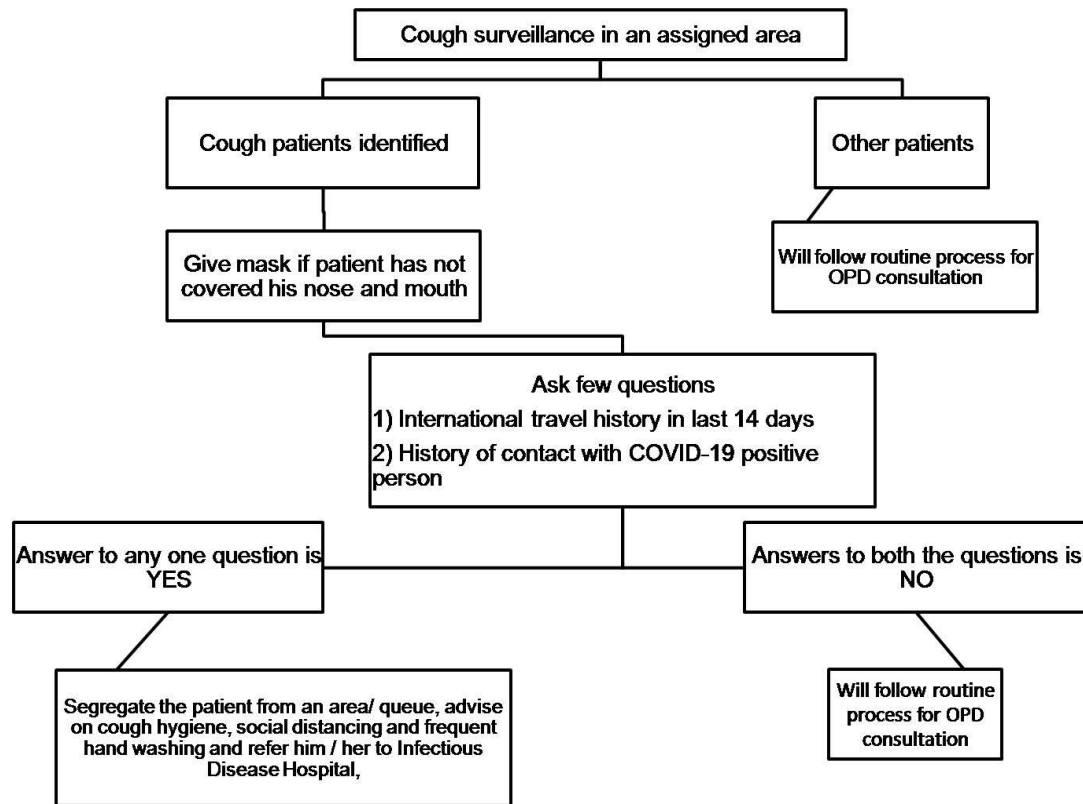 Cough surveillance in an assigned area
Cough patients identified
Other patients
Give mask if patient has not
covered his nose and mouth
Will follow routine process for
OPD consultation
Ask few questions
1) International travel history in last 14 days
2) History of contact with COVID-19 positive
person
Answer to any one question is
YES
Answers to both the questions is
NO
Segregate the patient from an area/ queue, advise
on cough hygiene, social distancing and frequent
hand washing and refer him / her to Infectious
Disease Hospital,
Will follow routine
process for OPD
consultation